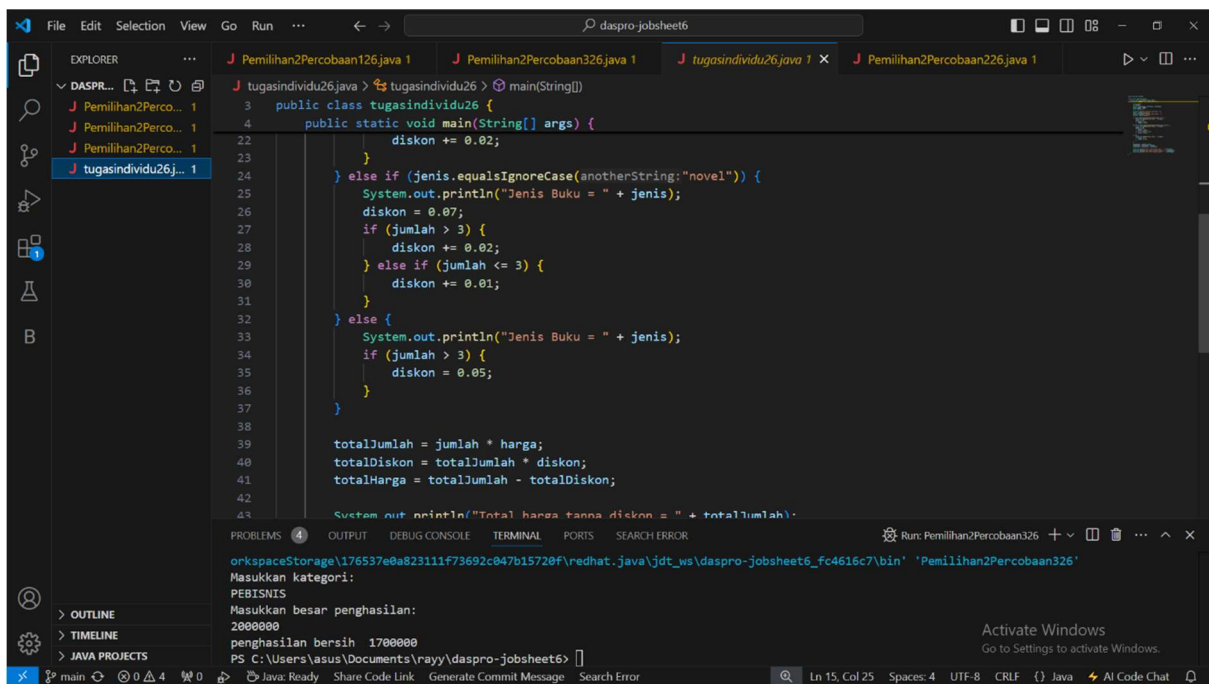 File Edit Selection View Go Run ··· daspro-jobsheet6
EXPLORER ···
J Pemilihan2Percobaan126.java 1 J Pemilihan2Percobaan326.java 1 J tugasindividu26.java 1 J Pemilihan2Percobaan226.java 1
DASPR...
J Pemilihan2Perco... 1
J Pemilihan2Perco... 1
J Pemilihan2Perco... 1
J tugasindividu26.j... 1
J tugasindividu26.java > tugasindividu26 > main(String[])
3 public class tugasindividu26 {
4 public static void main(String[] args) {
22 diskon += 0.02;
23 }
24 } else if (jenis.equalsIgnoreCase(anotherString:"novel")) {
25 System.out.println("Jenis Buku = " + jenis);
26 diskon = 0.07;
27 if (jumlah > 3) {
28 diskon += 0.02;
29 } else if (jumlah <= 3) {
30 diskon += 0.01;
31 }
32 } else {
33 System.out.println("Jenis Buku = " + jenis);
34 if (jumlah > 3) {
35 diskon = 0.05;
36 }
37 }
38
39 totalJumlah = jumlah * harga;
40 totalDiskon = totalJumlah * diskon;
41 totalHarga = totalJumlah - totalDiskon;
42
43 System.out.println("Total harga tanpa diskon = " + totalJumlah);
PROBLEMS 4 OUTPUT DEBUG CONSOLE TERMINAL PORTS SEARCH ERROR Run: Pemilihan2Percobaan326
orkspaceStorage\176537e0a823111f73692c047b15720f\redhat.java\jdt_ws\daspro-jobsheet6_fc4616c7\bin' 'Pemilihan2Percobaan326'
Masukkan kategori:
PEBISNIS
Masukkan besar penghasilan:
2000000
penghasilan bersih 1700000
PS C:\Users\asus\Documents\rayy\daspro-jobsheet6>
OUTLINE
TIMELINE
JAVA PROJECTS
Activate Windows
Go to Settings to activate Windows.
main 0 4 0 Java: Ready Share Code Link Generate Commit Message Search Error Ln 15, Col 25 Spaces: 4 UTF-8 CRLF {} Java AI Code Chat